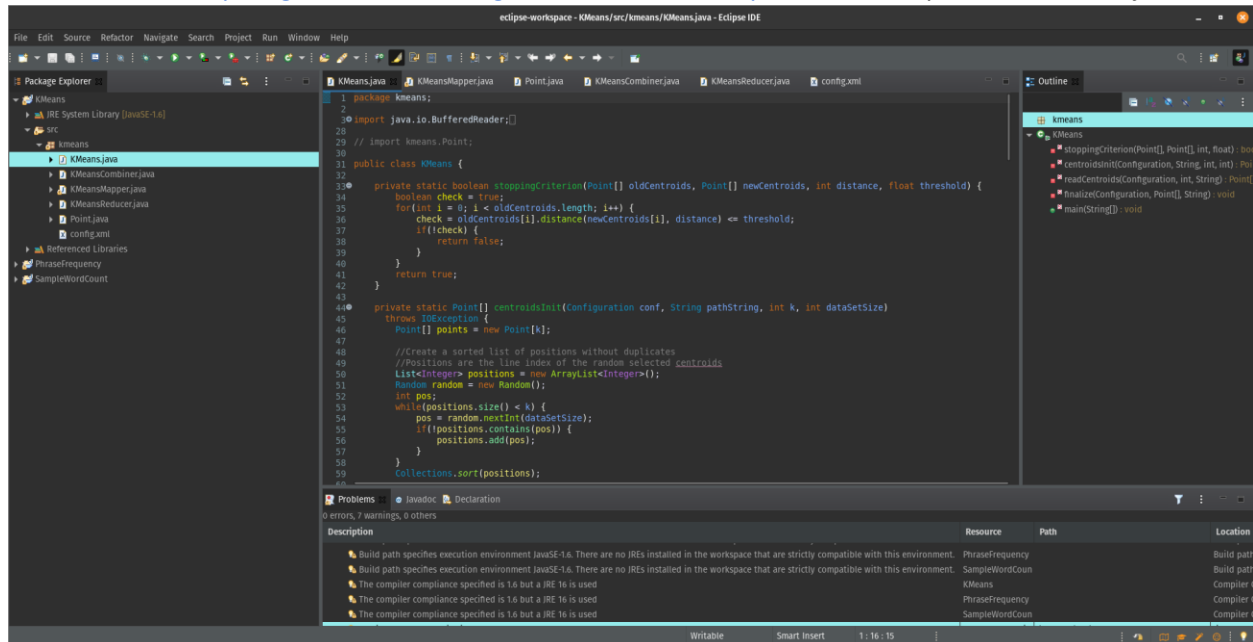 eclipse-workspace - KMeans/src/kmeans/KMeans.java - Eclipse IDE
File Edit Source Refactor Navigate Search Project Run Window Help
Package Explorer
KMeans
JRE System Library [JavaSE-1.6]
src
kmeans
KMeans.java
KMeansCombiner.java
KMeansMapper.java
KMeansReducer.java
Point.java
config.xml
Referenced Libraries
PhraseFrequency
SampleWordCount
KMeans.java KMeansMapper.java Point.java KMeansCombiner.java KMeansReducer.java config.xml
1 package kmeans;
2
3 import java.io.BufferedReader;
28
29 // import kmeans.Point;
30
31 public class KMeans {
32
33 private static boolean stoppingCriterion(Point[] oldCentroids, Point[] newCentroids, int distance, float threshold) {
34 boolean check = true;
35 for(int i = 0; i < oldCentroids.length; i++) {
36 check = oldCentroids[i].distance(newCentroids[i], distance) <= threshold;
37 if(!check) {
38 return false;
39 }
40 }
41 return true;
42 }
43
44 private static Point[] centroidsInit(Configuration conf, String pathString, int k, int dataSetSize)
45 throws IOException {
46 Point[] points = new Point[k];
47
48 //Create a sorted list of positions without duplicates
49 //Positions are the line index of the random selected centroids
50 List<Integer> positions = new ArrayList<Integer>();
51 Random random = new Random();
52 int pos;
53 while(positions.size() < k) {
54 pos = random.nextInt(dataSetSize);
55 if(!positions.contains(pos)) {
56 positions.add(pos);
57 }
58 }
59 Collections.sort(positions);
Outline
kmeans
KMeans
stoppingCriterion(Point[], Point[], int, float) : boo
centroidsInit(Configuration, String, int, int) : Poi
readCentroids(Configuration, int, String) : Point[
finalize(Configuration, Point[], String) : void
main(String[]) : void
Problems Javadoc Declaration
0 errors, 7 warnings, 0 others
Description Resource Path Location
Build path specifies execution environment JavaSE-1.6. There are no JREs installed in the workspace that are strictly compatible with this environment. PhraseFrequency Build path
Build path specifies execution environment JavaSE-1.6. There are no JREs installed in the workspace that are strictly compatible with this environment. SampleWordCoun Build path
The compiler compliance specified is 1.6 but a JRE 16 is used KMeans Compiler
The compiler compliance specified is 1.6 but a JRE 16 is used PhraseFrequency Compiler
The compiler compliance specified is 1.6 but a JRE 16 is used SampleWordCoun Compiler
Writable Smart Insert 1 : 16 : 15